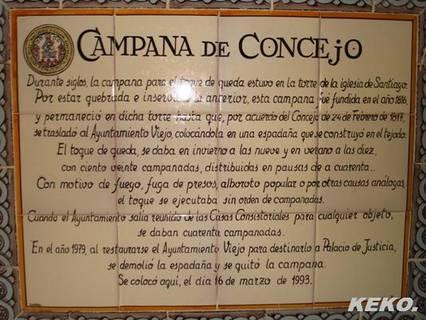 CAMPANA DE CONCEJO
Durante siglos, la campana para el toque de queda estuvo en la torre de la iglesia de Santiago.
Por estar quebrada e inservible la anterior, esta campana fue fundida en el año 1816,
y permaneció en dicha torre hasta que, por acuerdo del Concejo de 24 de febrero de 1817,
se trasladó al Ayuntamiento Viejo, colocándola en una espadaña que se construyó en el tejado.
El toque de queda, se daba en invierno a las nueve y en verano a las diez,
con ciento veinte campanadas, distribuidas en pausas de a cuarenta..
Con motivo de fuego, fuga de presos, alboroto popular o por otras causas análogas,
el toque se ejecutaba sin orden de campanadas.
Cuando el Ayuntamiento salía reunido de las Casas Consistoriales para cualquier objeto,
se daban cuarenta campanadas.
En el año 1979, al restaurarse el Ayuntamiento Viejo para destinarlo a Palacio de Justicia,
se demolió la espadaña y se quitó la campana.
Se colocó aquí, el día 16 de marzo de 1993.
KEKO.